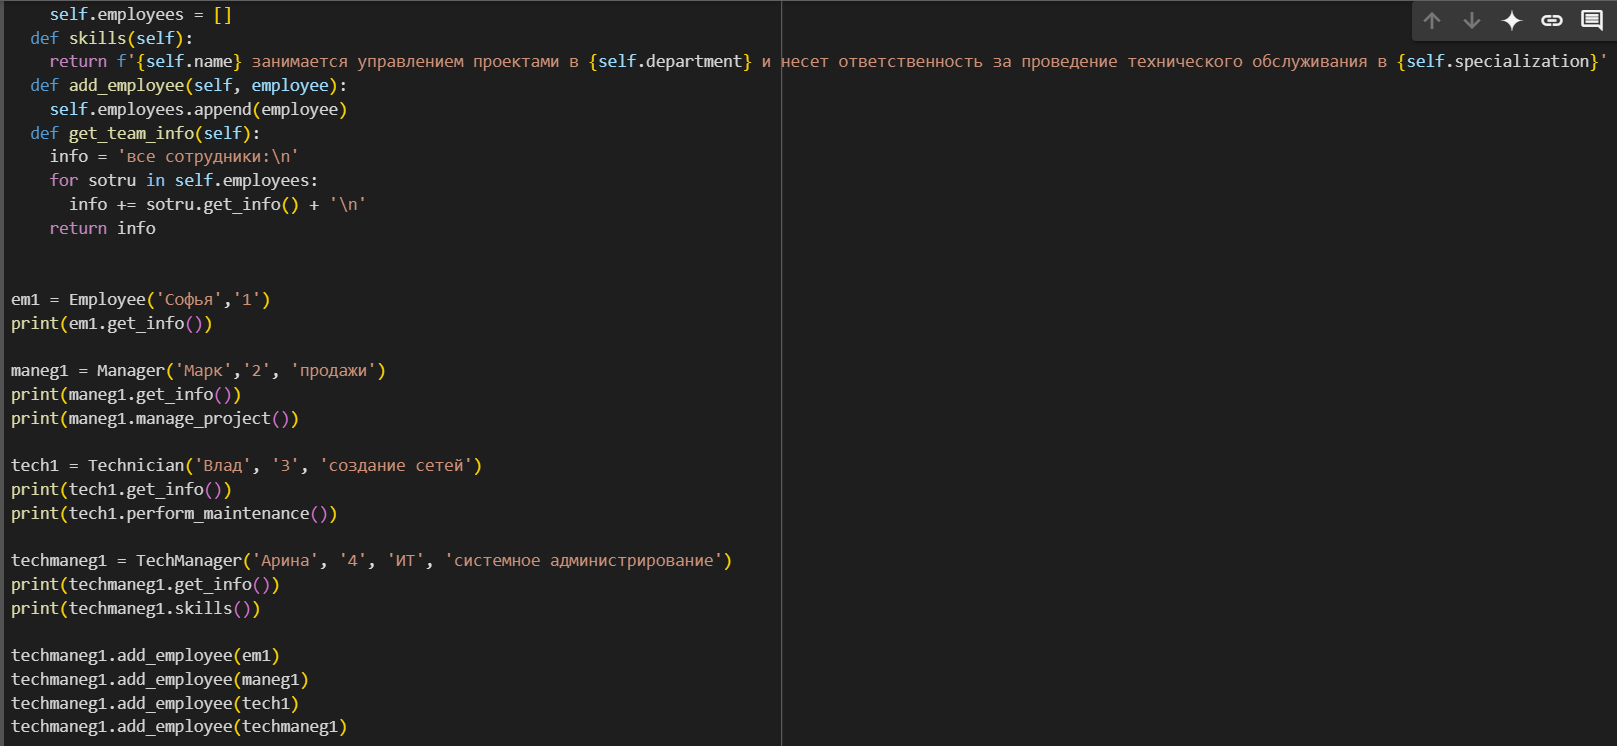 self.employees = []
  def skills(self):
    return f'{self.name} занимается управлением проектами в {self.department} и несет ответственность за проведение технического обслуживания в {self.specialization}'
  def add_employee(self, employee):
    self.employees.append(employee)
  def get_team_info(self):
    info = 'все сотрудники:\n'
    for sotru in self.employees:
      info += sotru.get_info() + '\n'
    return info
em1 = Employee('Софья','1')
print(em1.get_info())
maneg1 = Manager('Марк','2', 'продажи')
print(maneg1.get_info())
print(maneg1.manage_project())
tech1 = Technician('Влад', '3', 'создание сетей')
print(tech1.get_info())
print(tech1.perform_maintenance())
techmaneg1 = TechManager('Арина', '4', 'ИТ', 'системное администрирование')
print(techmaneg1.get_info())
print(techmaneg1.skills())
techmaneg1.add_employee(em1)
techmaneg1.add_employee(maneg1)
techmaneg1.add_employee(tech1)
techmaneg1.add_employee(techmaneg1)